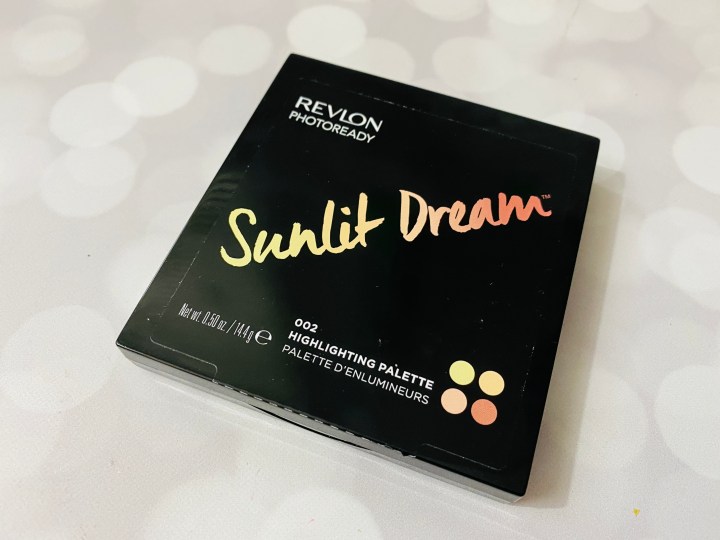 REVLON
PHOTOREADY
Sunlit Dream™
Net wt. 0.50 oz. / 14.4 g ℮
002
HIGHLIGHTING PALETTE
PALETTE D'ENLUMINEURS